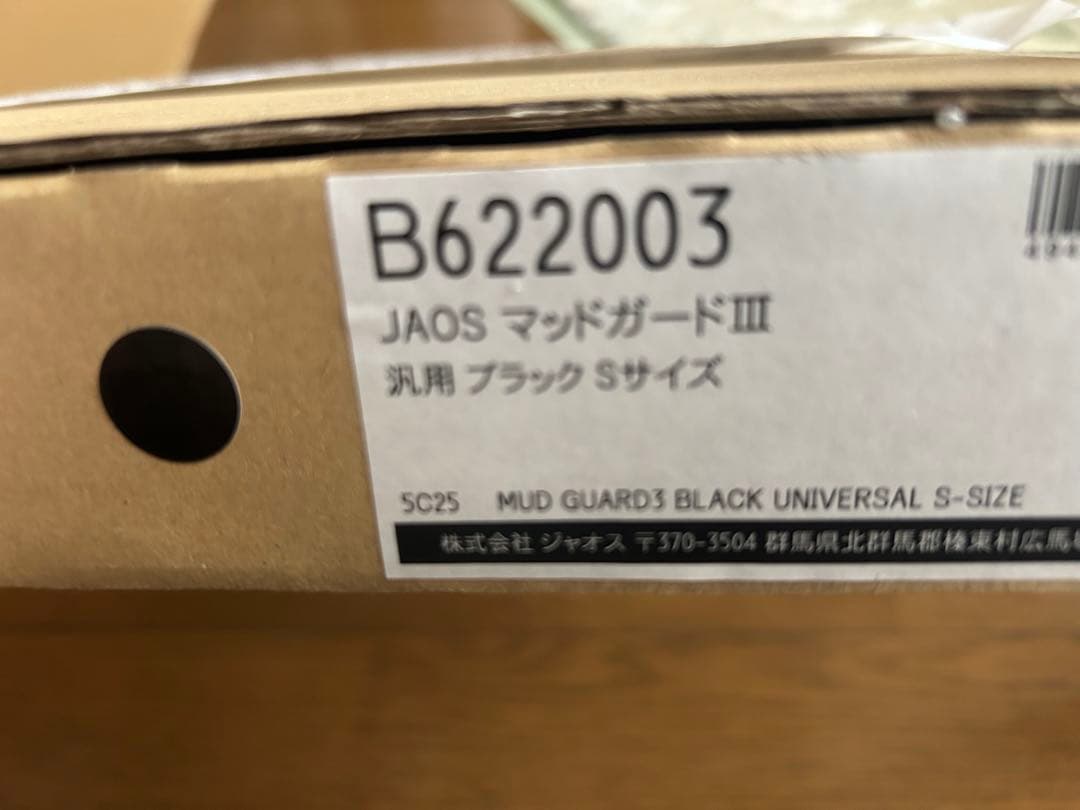 B622003
JAOS マッドガードⅢ
汎用 ブラック Sサイズ
5C25 MUD GUARD3 BLACK UNIVERSAL S-SIZE
株式会社 ジャオス 〒370-3504 群馬県北群馬郡榛東村広馬